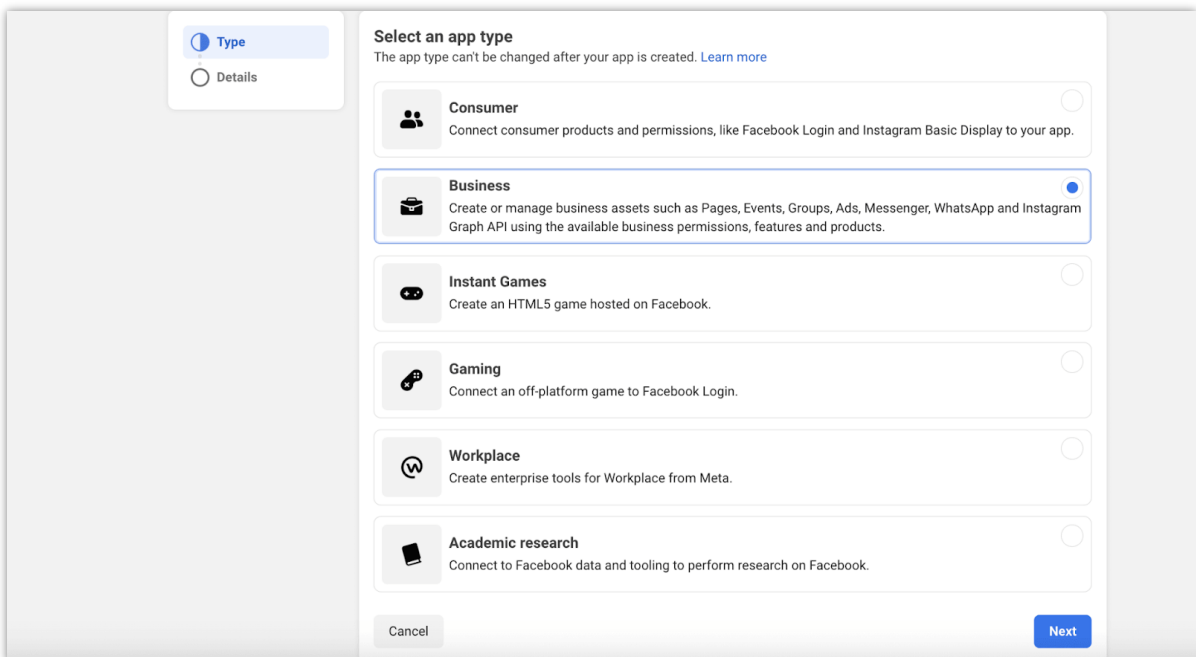 Type
Details
Select an app type
The app type can't be changed after your app is created. Learn more
Consumer
Connect consumer products and permissions, like Facebook Login and Instagram Basic Display to your app.
Business
Create or manage business assets such as Pages, Events, Groups, Ads, Messenger, WhatsApp and Instagram
Graph API using the available business permissions, features and products.
Instant Games
Create an HTML5 game hosted on Facebook.
Gaming
Connect an off-platform game to Facebook Login.
Workplace
Create enterprise tools for Workplace from Meta.
Academic research
Connect to Facebook data and tooling to perform research on Facebook.
Cancel
Next